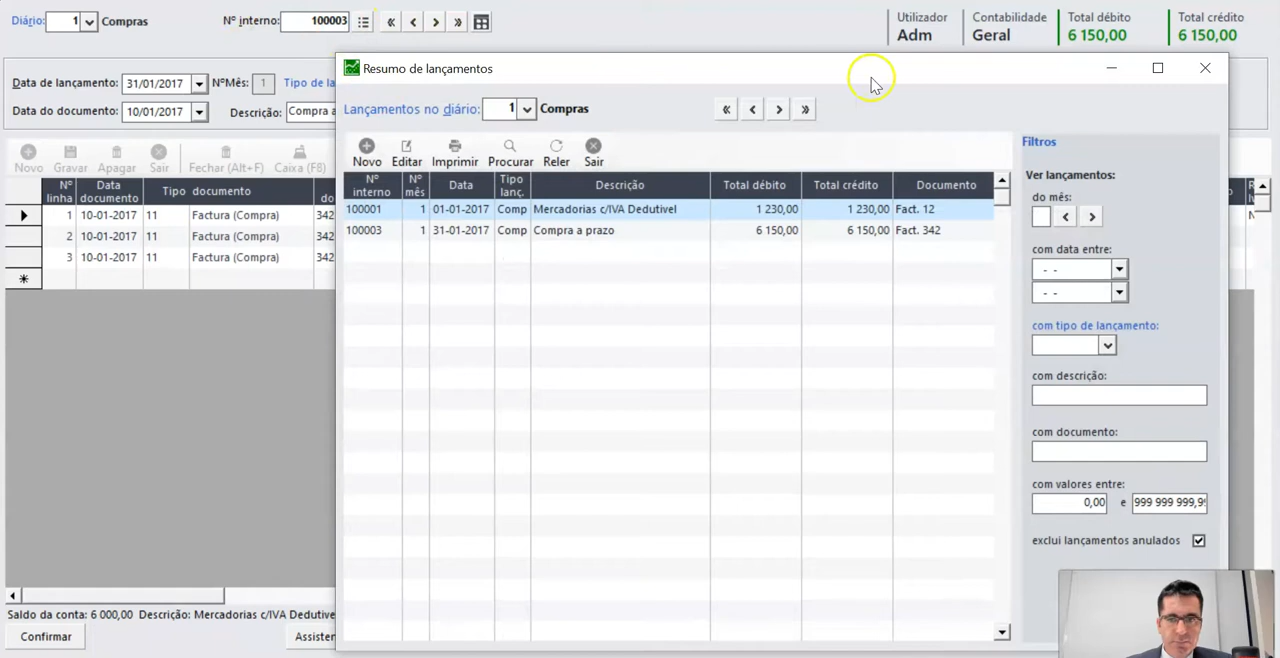 Diário: 1 Compras Nº interno: 100003 Utilizador Contabilidade Total débito Total crédito
Adm Geral 6 150,00 6 150,00
Data de lançamento: 31/01/2017 NºMês: 1 Tipo de la
Data do documento: 10/01/2017 Descrição: Compra a
Novo Gravar Apagar Sair Fechar (Alt+F) Caixa (F8)
Nº linha Data documento Tipo documento do
1 10-01-2017 11 Factura (Compra) 342
2 10-01-2017 11 Factura (Compra) 342
3 10-01-2017 11 Factura (Compra) 342
Saldo da conta: 6 000,00 Descrição: Mercadorias c/IVA Dedutive
Confirmar Assisten
Resumo de lançamentos
Lançamentos no diário: 1 Compras
Novo Editar Imprimir Procurar Reler Sair
Nº interno Nº mês Data Tipo lanç. Descrição Total débito Total crédito Documento
100001 1 01-01-2017 Comp Mercadorias c/IVA Dedutivel 1 230,00 1 230,00 Fact. 12
100003 1 31-01-2017 Comp Compra a prazo 6 150,00 6 150,00 Fact. 342
Filtros
Ver lançamentos:
do mês:
com data entre:
- -
- -
com tipo de lançamento:
com descrição:
com documento:
com valores entre:
0,00 e 999 999 999,9
exclui lançamentos anulados